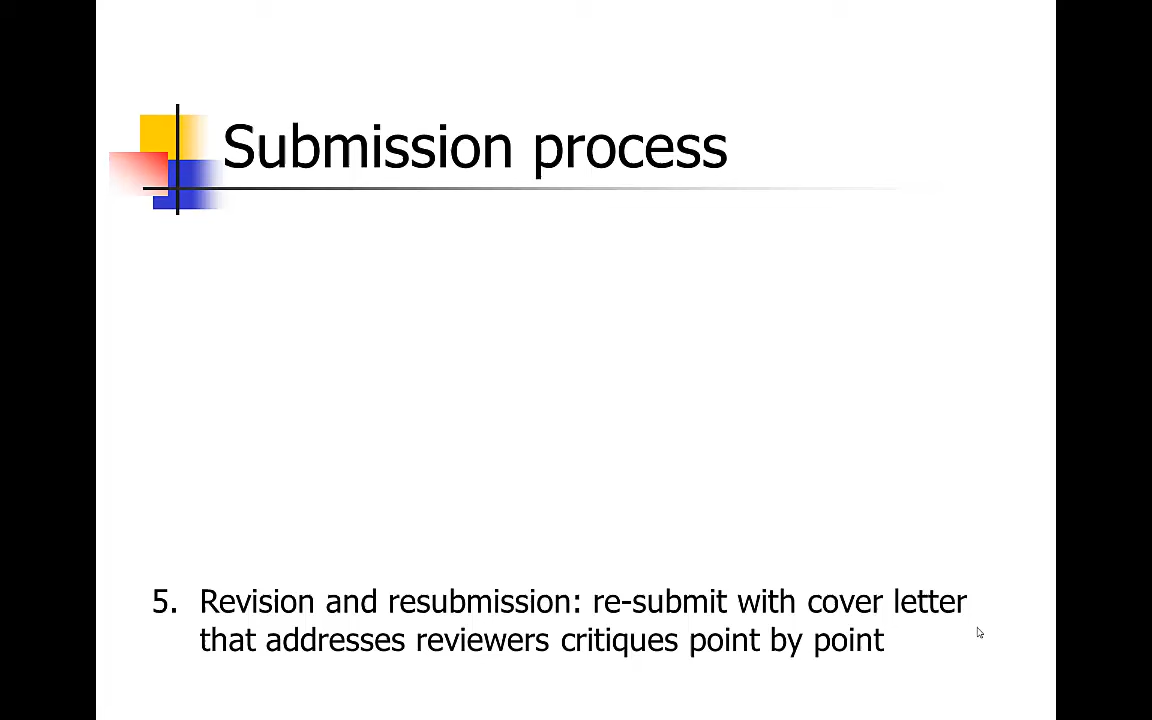 Submission process
5. Revision and resubmission: re-submit with cover letter
that addresses reviewers critiques point by point